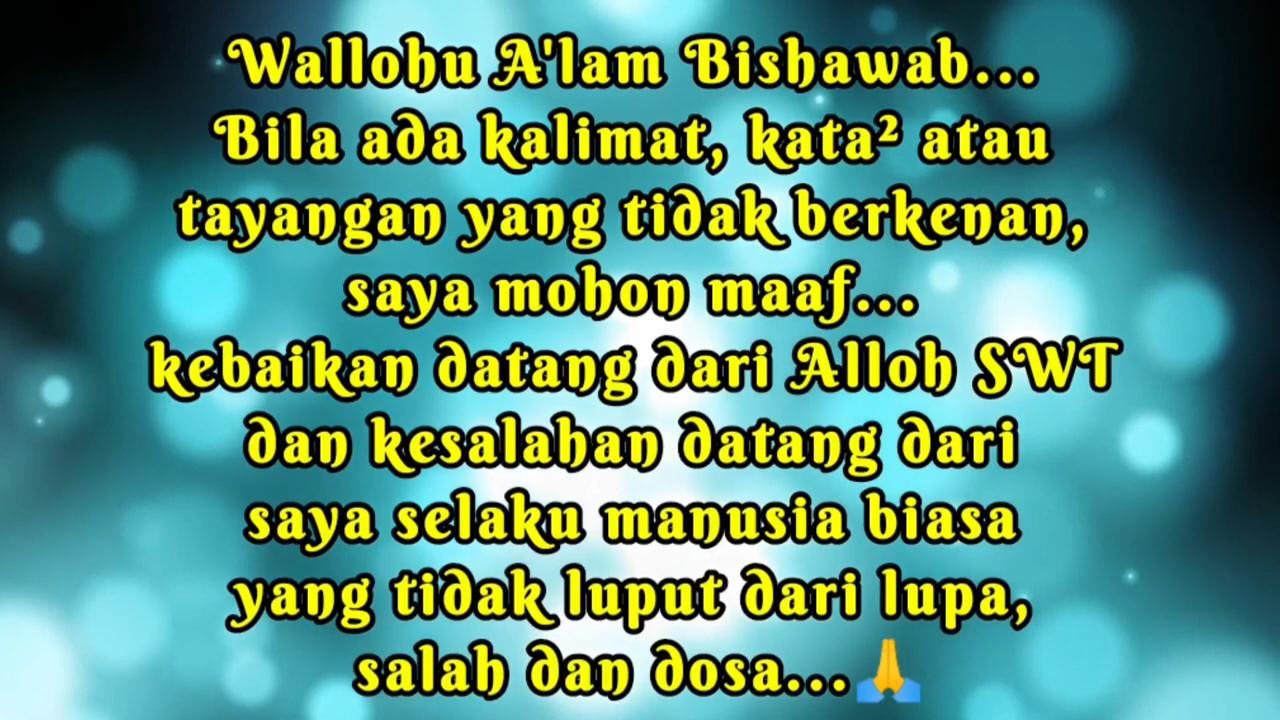 Wallohu A'lam Bishawab...
Bila ada kalimat, kata² atau
tayangan yang tidak berkenan,
saya mohon maaf...
kebaikan datang dari Alloh SWT
dan kesalahan datang dari
saya selaku manusia biasa
yang tidak luput dari lupa,
salah dan dosa...🙏